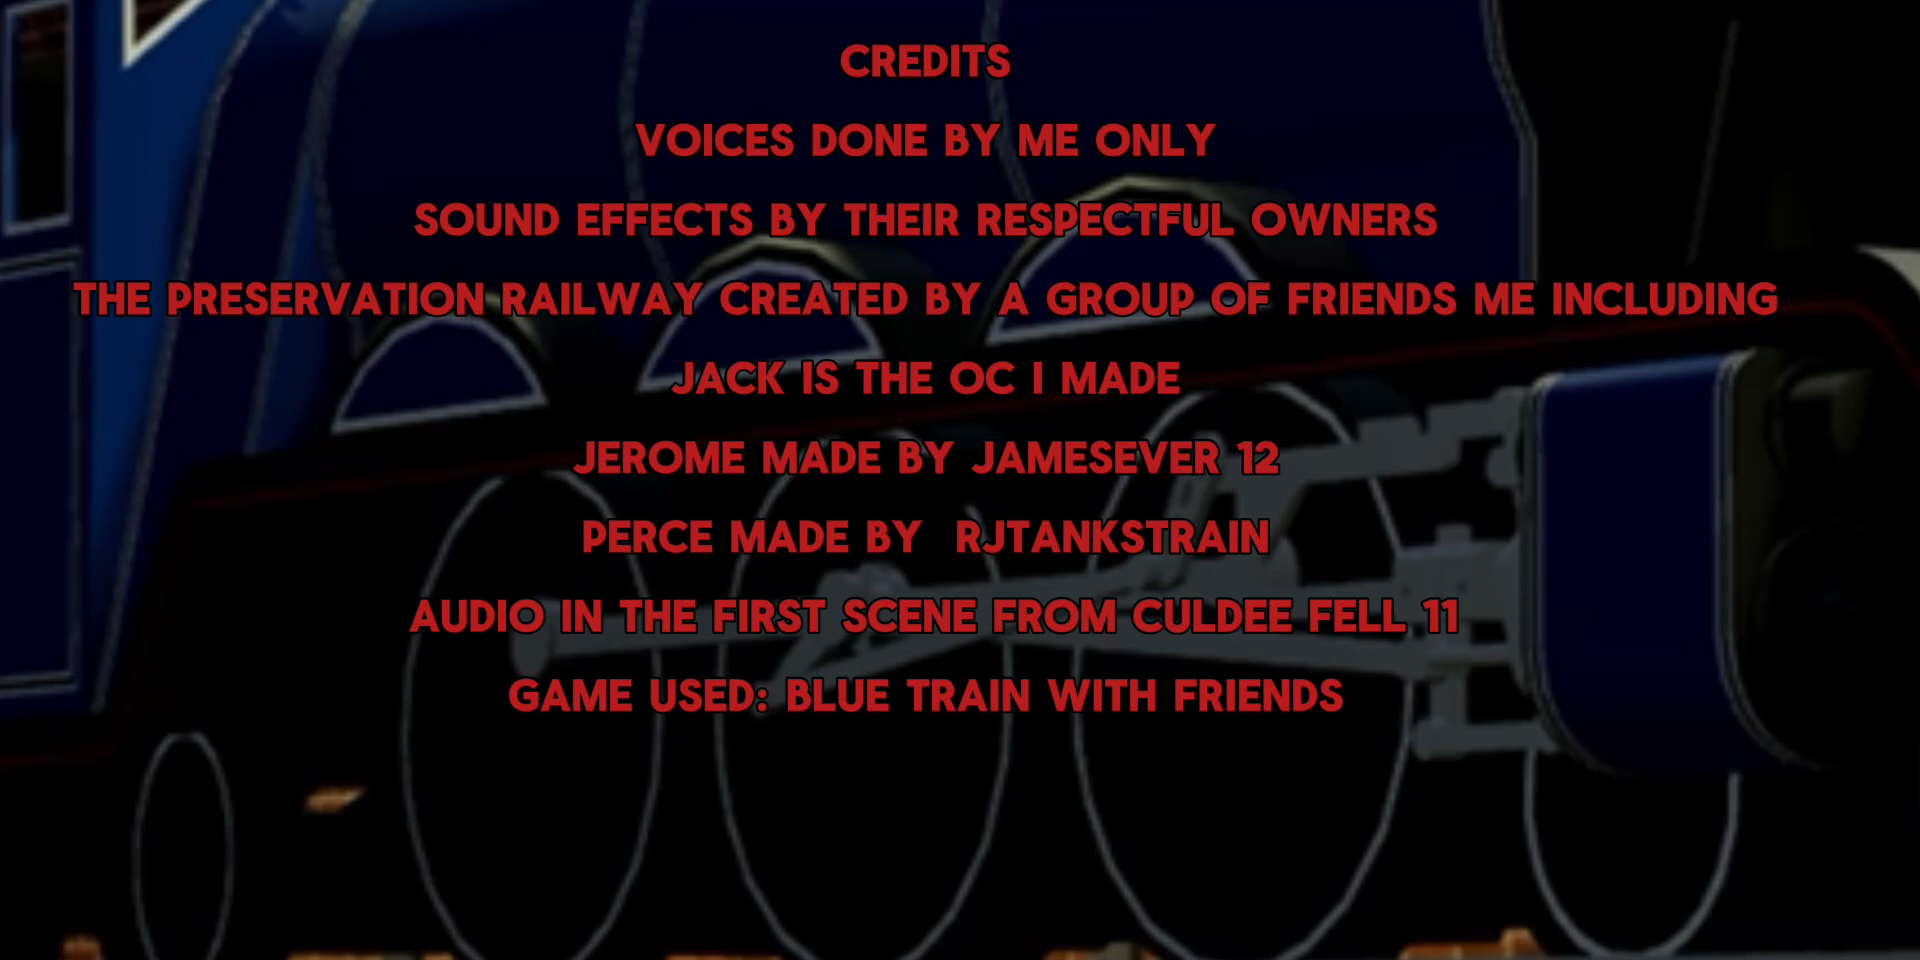 CREDITS
VOICES DONE BY ME ONLY
SOUND EFFECTS BY THEIR RESPECTFUL OWNERS
THE PRESERVATION RAILWAY CREATED BY A GROUP OF FRIENDS ME INCLUDING
JACK IS THE OC I MADE
JEROME MADE BY JAMESEVER 12
PERCE MADE BY RJTANKSTRAIN
AUDIO IN THE FIRST SCENE FROM CULDEE FELL 11
GAME USED: BLUE TRAIN WITH FRIENDS